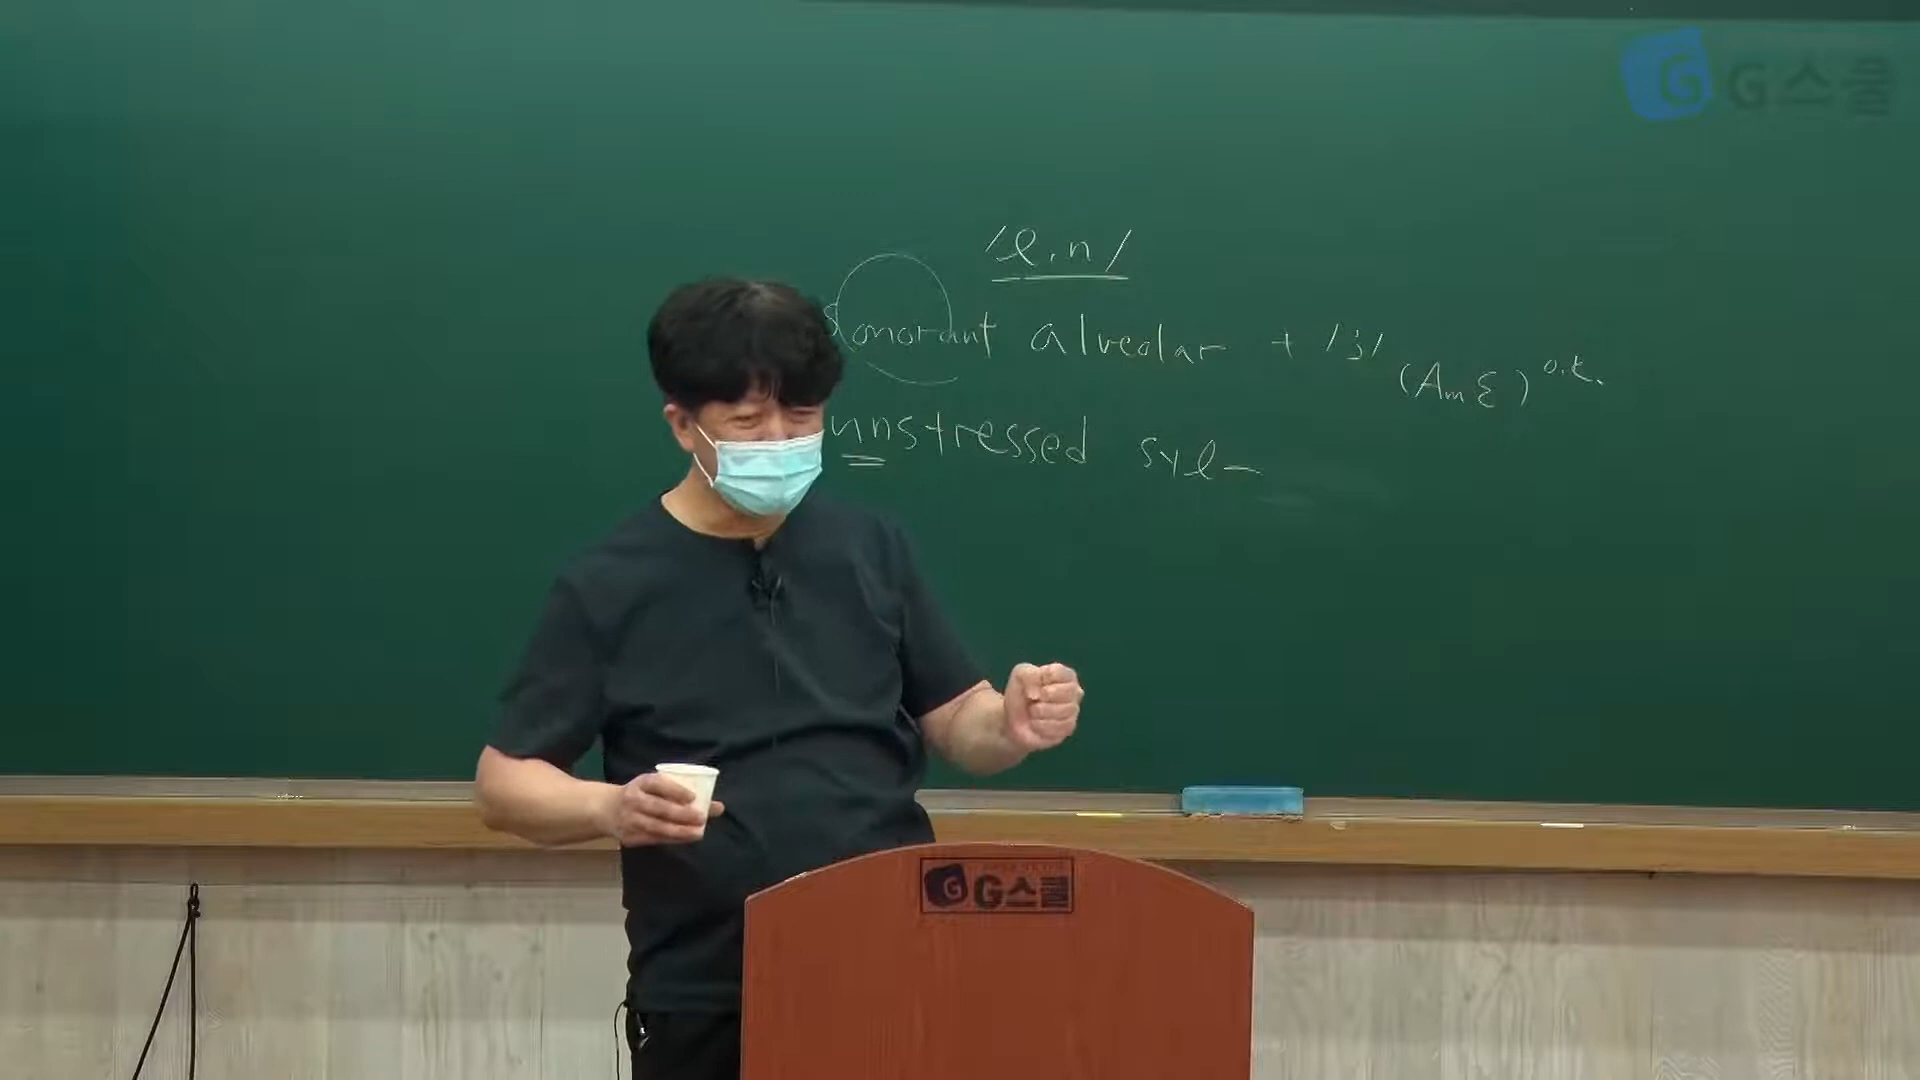 G스쿨
/l, n/
Sonorant alveolar + /j/
(AmE) o.k.
unstressed syl-
G스쿨